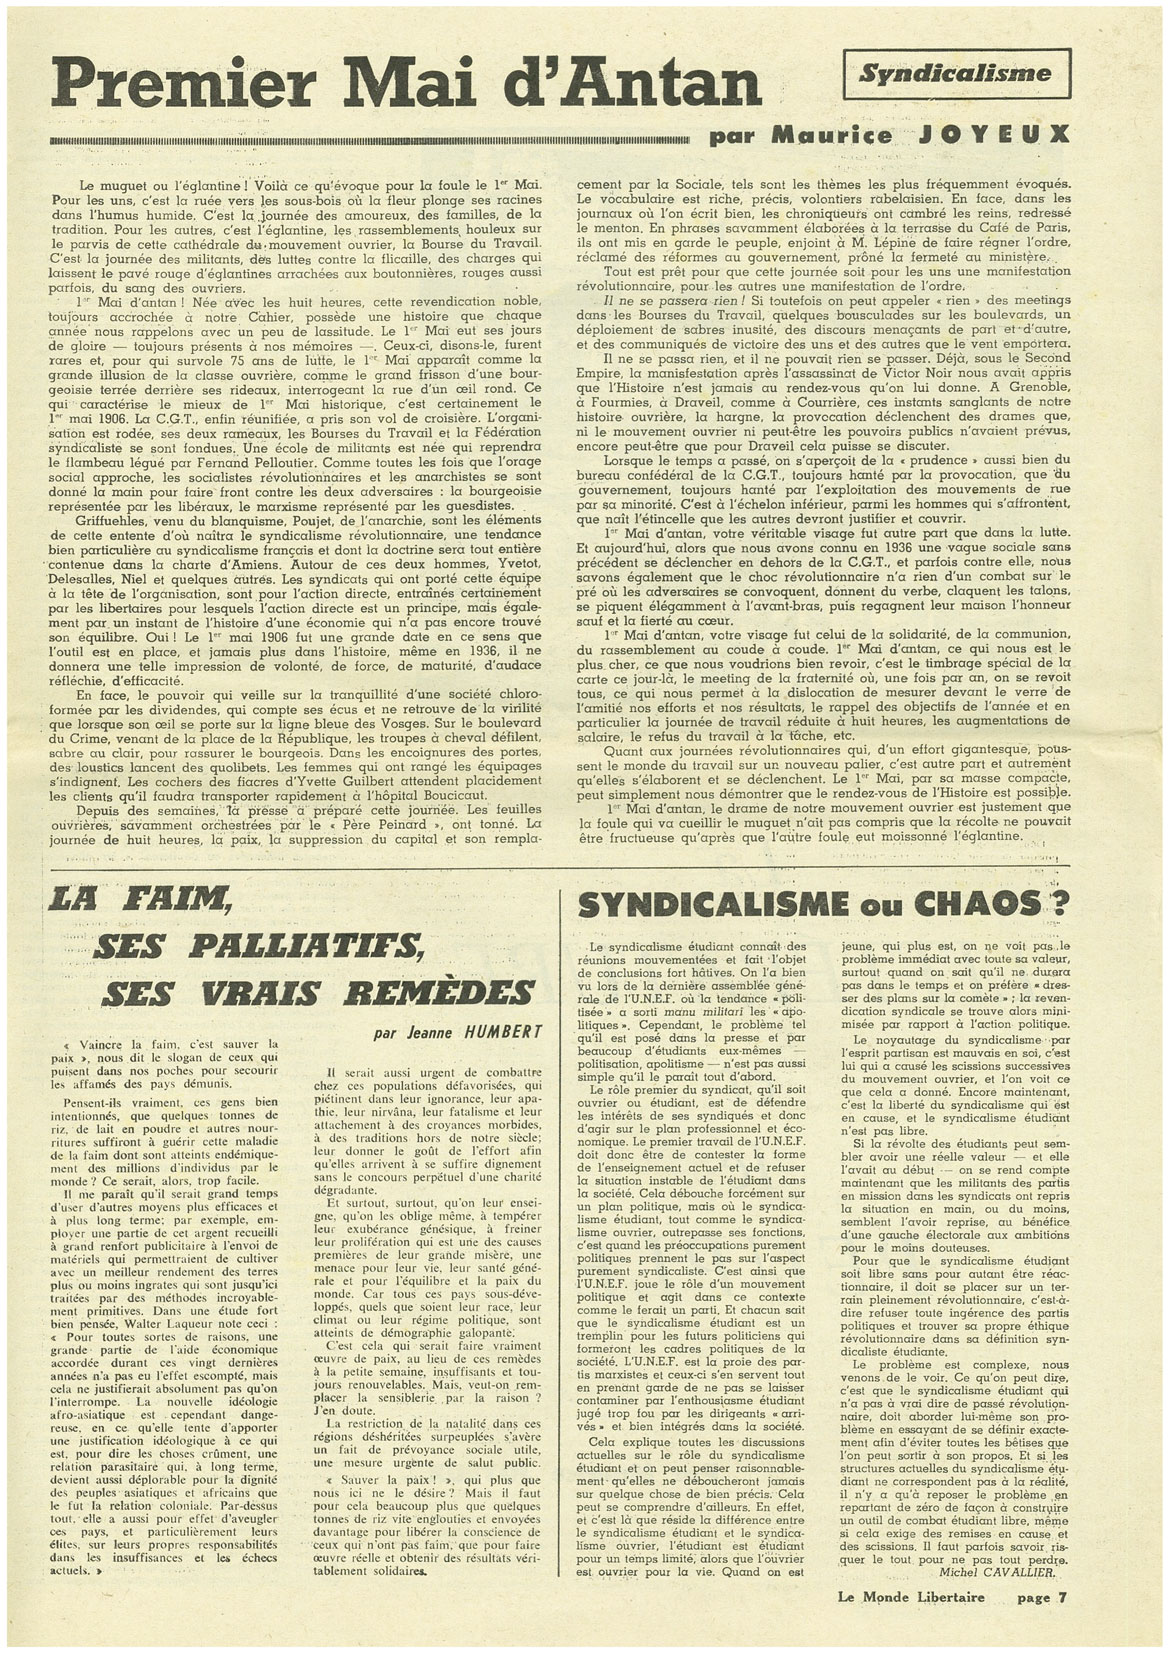 Premier Mai d'Antan
Syndicalisme
par Maurice JOYEUX
Le muguet ou l'églantine ! Voilà ce qu'évoque pour la foule le 1er Mai.
Pour les uns, c'est la ruée vers les sous-bois où la fleur plonge ses racines
dans l'humus humide. C'est la journée des amoureux, des familles, de la
tradition. Pour les autres, c'est l'églantine, les rassemblements houleux sur
le parvis de cette cathédrale du mouvement ouvrier, la Bourse du Travail.
C'est la journée des militants, des luttes contre la flicaille, des charges qui
laissent le pavé rouge d'églantines arrachées aux boutonnières, rouges aussi
parfois, du sang des ouvriers.
1er Mai d'antan ! Née avec les huit heures, cette revendication noble,
toujours accrochée à notre Cahier, possède une histoire que chaque
année nous rappelons avec un peu de lassitude. Le 1er Mai eut ses jours
de gloire — toujours présents à nos mémoires —. Ceux-ci, disons-le, furent
rares et, pour qui survole 75 ans de lutte, le 1er Mai apparaît comme la
grande illusion de la classe ouvrière, comme le grand frisson d'une bour-
geoisie terrée derrière ses rideaux, interrogeant la rue d'un œil rond. Ce
qui caractérise le mieux de 1er Mai historique, c'est certainement le
1er mai 1906. La C.G.T., enfin réunifiée, a pris son vol de croisière. L'organi-
sation est rodée, ses deux rameaux, les Bourses du Travail et la Fédération
syndicaliste se sont fondues. Une école de militants est née qui reprendra
le flambeau légué par Fernand Pelloutier. Comme toutes les fois que l'orage
social approche, les socialistes révolutionnaires et les anarchistes se sont
donné la main pour faire front contre les deux adversaires : la bourgeoisie
représentée par les libéraux, le marxisme représenté par les guesdistes.
Griffuehles, venu du blanquisme, Poujet, de l'anarchie, sont les éléments
de cette entente d'où naîtra le syndicalisme révolutionnaire, une tendance
bien particulière au syndicalisme français et dont la doctrine sera tout entière
contenue dans la charte d'Amiens. Autour de ces deux hommes, Yvetot,
Delesalles, Niel et quelques autres. Les syndicats qui ont porté cette équipe
à la tête de l'organisation, sont pour l'action directe, entraînés certainement
par les libertaires pour lesquels l'action directe est un principe, mais égale-
ment par un instant de l'histoire d'une économie qui n'a pas encore trouvé
son équilibre. Oui ! Le 1er mai 1906 fut une grande date en ce sens que
l'outil est en place, et jamais plus dans l'histoire, même en 1936, il ne
donnera une telle impression de volonté, de force, de maturité, d'audace
réfléchie, d'efficacité.
En face, le pouvoir qui veille sur la tranquillité d'une société chloro-
formée par les dividendes, qui compte ses écus et ne retrouve de la virilité
que lorsque son œil se porte sur la ligne bleue des Vosges. Sur le boulevard
du Crime, venant de la place de la République, les troupes à cheval défilent,
sabre au clair, pour rassurer le bourgeois. Dans les encoignures des portes,
des loustics lancent des quolibets. Les femmes qui ont rangé les équipages
s'indignent. Les cochers des fiacres d'Yvette Guilbert attendent placidement
les clients qu'il faudra transporter rapidement à l'hôpital Boucicaut.
Depuis des semaines, la presse a préparé cette journée. Les feuilles
ouvrières, savamment orchestrées par le « Père Peinard », ont tonné. La
journée de huit heures, la paix, la suppression du capital et son rempla-
cement par la Sociale, tels sont les thèmes les plus fréquemment évoqués.
Le vocabulaire est riche, précis, volontiers rabelaisien. En face, dans les
journaux où l'on écrit bien, les chroniqueurs ont cambré les reins, redressé
le menton. En phrases savamment élaborées à la terrasse du Café de Paris,
ils ont mis en garde le peuple, enjoint à M. Lépine de faire régner l'ordre,
réclamé des réformes au gouvernement, prôné la fermeté au ministère.
Tout est prêt pour que cette journée soit pour les uns une manifestation
révolutionnaire, pour les autres une manifestation de l'ordre.
Il ne se passera rien ! Si toutefois on peut appeler « rien » des meetings
dans les Bourses du Travail, quelques bousculades sur les boulevards, un
déploiement de sabres inusité, des discours menaçants de part et d'autre,
et des communiqués de victoire des uns et des autres que le vent emportera.
Il ne se passa rien, et il ne pouvait rien se passer. Déjà, sous le Second
Empire, la manisfestation après l'assassinat de Victor Noir nous avait appris
que l'Histoire n'est jamais au rendez-vous qu'on lui donne. A Grenoble,
à Fourmies, à Draveil, comme à Courrière, ces instants sanglants de notre
histoire ouvrière, la hargne, la provocation déclenchent des drames que,
ni le mouvement ouvrier ni peut-être les pouvoirs publics n'avaient prévus,
encore peut-être que pour Draveil cela puisse se discuter.
Lorsque le temps a passé, on s'aperçoit de la « prudence » aussi bien du
bureau confédéral de la C.G.T., toujours hanté par la provocation, que du
gouvernement, toujours hanté par l'exploitation des mouvements de rue
par sa minorité. C'est à l'échelon inférieur, parmi les hommes qui s'affrontent,
que naît l'étincelle que les autres devront justifier et couvrir.
1er Mai d'antan, votre véritable visage fut autre part que dans la lutte.
Et aujourd'hui, alors que nous avons connu en 1936 une vague sociale sans
précédent se déclencher en dehors de la C.G.T., et parfois contre elle, nous
savons également que le choc révolutionnaire n'a rien d'un combat sur le
pré où les adversaires se convoquent, donnent du verbe, claquent les talons,
se piquent élégamment à l'avant-bras, puis regagnent leur maison l'honneur
sauf et la fierté au cœur.
1er Mai d'antan, votre visage fut celui de la solidarité, de la communion,
du rassemblement au coude à coude. 1er Mai d'antan, ce qui nous est le
plus cher, ce que nous voudrions bien revoir, c'est le timbrage spécial de la
carte ce jour-là, le meeting de la fraternité où, une fois par an, on se revoit
tous, ce qui nous permet à la dislocation de mesurer devant le verre de
l'amitié nos efforts et nos résultats, le rappel des objectifs de l'année et en
particulier la journée de travail réduite à huit heures, les augmentations de
salaire, le refus du travail à la tâche, etc.
Quant aux journées révolutionnaires qui, d'un effort gigantesque, pous-
sent le monde du travail sur un nouveau palier, c'est autre part et autrement
qu'elles s'élaborent et se déclenchent. Le 1er Mai, par sa masse compacte,
peut simplement nous démontrer que le rendez-vous de l'Histoire est possible.
1er Mai d'antan, le drame de notre mouvement ouvrier est justement que
la foule qui va cueillir le muguet n'ait pas compris que la récolte ne pouvait
être fructueuse qu'après que l'autre foule eut moissonné l'églantine.
LA FAIM,
SES PALLIATIFS,
SES VRAIS REMÈDES
par Jeanne HUMBERT
« Vaincre la faim, c'est sauver la
paix », nous dit le slogan de ceux qui
puisent dans nos poches pour secourir
les affamés des pays démunis.
Pensent-ils vraiment, ces gens bien
intentionnés, que quelques tonnes de
riz, de lait en poudre et autres nour-
ritures suffiront à guérir cette maladie
de la faim dont sont atteints endémique-
ment des millions d'individus par le
monde ? Ce serait, alors, trop facile.
Il me paraît qu'il serait grand temps
d'user d'autres moyens plus efficaces et
à plus long terme; par exemple, em-
ployer une partie de cet argent recueilli
à grand renfort publicitaire à l'envoi de
matériels qui permettraient de cultiver
avec un meilleur rendement des terres
plus ou moins ingrates qui sont jusqu'ici
traitées par des méthodes incroyable-
ment primitives. Dans une étude fort
bien pensée, Walter Laqueur note ceci :
« Pour toutes sortes de raisons, une
grande partie de l'aide économique
accordée durant ces vingt dernières
années n'a pas eu l'effet escompté, mais
cela ne justifierait absolument pas qu'on
l'interrompe. La nouvelle idéologie
afro-asiatique est cependant dange-
reuse, en ce qu'elle tente d'apporter
une justification idéologique à ce qui
est, pour dire les choses crûment, une
relation parasitaire qui, à long terme,
devient aussi déplorable pour la dignité
des peuples asiatiques et africains que
le fut la relation coloniale. Par-dessus
tout, elle a aussi pour effet d'aveugler
ces pays, et particulièrement leurs
élites, sur leurs propres responsabilités
dans les insuffisances et les échecs
actuels. »
Il serait aussi urgent de combattre
chez ces populations défavorisées, qui
piétinent dans leur ignorance, leur apa-
thie, leur nirvâna, leur fatalisme et leur
attachement à des croyances morbides,
à des traditions hors de notre siècle;
leur donner le goût de l'effort afin
qu'elles arrivent à se suffire dignement
sans le concours perpétuel d'une charité
dégradante.
Et surtout, surtout, qu'on leur ensei-
gne, qu'on les oblige même, à tempérer
leur exubérance génésique, à freiner
leur prolifération qui est une des causes
premières de leur grande misère, une
menace pour leur vie, leur santé géné-
rale et pour l'équilibre et la paix du
monde. Car tous ces pays sous-déve-
loppés, quels que soient leur race, leur
climat ou leur régime politique, sont
atteints de démographie galopante.
C'est cela qui serait faire vraiment
œuvre de paix, au lieu de ces remèdes
à la petite semaine, insuffisants et tou-
jours renouvelables. Mais, veut-on rem-
placer la sensiblerie par la raison ?
J'en doute.
La restriction de la natalité dans ces
régions déshéritées surpeuplées s'avère
un fait de prévoyance sociale utile,
une mesure urgente de salut public.
« Sauver la paix ! », qui plus que
nous ici ne le désire ? Mais il faut
pour cela beaucoup plus que quelques
tonnes de riz vite englouties et envoyées
davantage pour libérer la conscience de
ceux qui n'ont pas faim, que pour faire
œuvre réelle et obtenir des résultats véri-
tablement solidaires.
SYNDICALISME ou CHAOS ?
Le syndicalisme étudiant connaît des
réunions mouvementées et fait l'objet
de conclusions fort hâtives. On l'a bien
vu lors de la dernière assemblée géné-
rale de l'U.N.E.F. où la tendance « poli-
tisée » a sorti manu militari les « apo-
litiques ». Cependant, le problème tel
qu'il est posé dans la presse et par
beaucoup d'étudiants eux-mêmes —
politisation, apolitisme — n'est pas aussi
simple qu'il le paraît tout d'abord.
Le rôle premier du syndicat, qu'il soit
ouvrier ou étudiant, est de défendre
les intérêts de ses syndiqués et donc
d'agir sur le plan professionnel et éco-
nomique. Le premier travail de l'U.N.E.F.
doit donc être de contester la forme
de l'enseignement actuel et de refuser
la situation instable de l'étudiant dans
la société. Cela débouche forcément sur
un plan politique, mais où le syndica-
lisme étudiant, tout comme le syndica-
lisme ouvrier, outrepasse ses fonctions,
c'est quand les préoccupations purement
politiques prennent le pas sur l'aspect
purement syndicaliste. C'est ainsi que
l'U.N.E.F. joue le rôle d'un mouvement
politique et agit dans ce contexte
comme le ferait un parti. Et chacun sait
que le syndicalisme étudiant est un
tremplin pour les futurs politiciens qui
formeront les cadres politiques de la
société. L'U.N.E.F. est la proie des par-
tis marxistes et ceux-ci s'en servent tout
en prenant garde de ne pas se laisser
contaminer par l'enthousiasme étudiant
jugé trop fou par les dirigeants « arri-
vés » et bien intégrés dans la société.
Cela explique toutes les discussions
actuelles sur le rôle du syndicalisme
étudiant et on peut penser raisonnable-
ment qu'elles ne déboucheront jamais
sur quelque chose de bien précis. Cela
peut se comprendre d'ailleurs. En effet,
et c'est là que réside la différence entre
le syndicalisme étudiant et le syndica-
lisme ouvrier, l'étudiant est étudiant
pour un temps limité, alors que l'ouvrier
est ouvrier pour la vie. Quand on est
jeune, qui plus est, on ne voit pas le
problème immédiat avec toute sa valeur,
surtout quand on sait qu'il ne durera
pas dans le temps et on préfère « dres-
ser des plans sur la comète » ; la reven-
dication syndicale se trouve alors mini-
misée par rapport à l'action politique.
Le noyautage du syndicalisme par
l'esprit partisan est mauvais en soi, c'est
lui qui a causé les scissions successives
du mouvement ouvrier, et l'on voit ce
que cela a donné. Encore maintenant,
c'est la liberté du syndicalisme qui est
en cause, et le syndicalisme étudiant
n'est pas libre.
Si la révolte des étudiants peut sem-
bler avoir une réelle valeur — et elle
l'avait au début — on se rend compte
maintenant que les militants des partis
en mission dans les syndicats ont repris
la situation en main, ou du moins,
semblent l'avoir reprise, au bénéfice
d'une gauche électorale aux ambitions
pour le moins douteuses.
Pour que le syndicalisme étudiant
soit libre sans pour autant être réac-
tionnaire, il doit se placer sur un ter-
rain pleinement révolutionnaire, c'est-à-
dire refuser toute ingérence des partis
politiques et trouver sa propre éthique
révolutionnaire dans sa définition syn-
dicaliste étudiante.
Le problème est complexe, nous
venons de le voir. Ce qu'on peut dire,
c'est que le syndicalisme étudiant qui
n'a pas à vrai dire de passé révolution-
naire, doit aborder lui-même son pro-
blème en essayant de se définir exacte-
ment afin d'éviter toutes les bêtises que
l'on peut sortir à son propos. Et si les
structures actuelles du syndicalisme étu-
diant ne correspondent pas à la réalité,
il n'y a qu'à reposer le problème en
repartant de zéro de façon à construire
un outil de combat étudiant libre, même
si cela exige des remises en cause et
des scissions. Il faut parfois savoir ris-
quer le tout pour ne pas tout perdre.
Michel CAVALLIER.
Le Monde Libertaire page 7